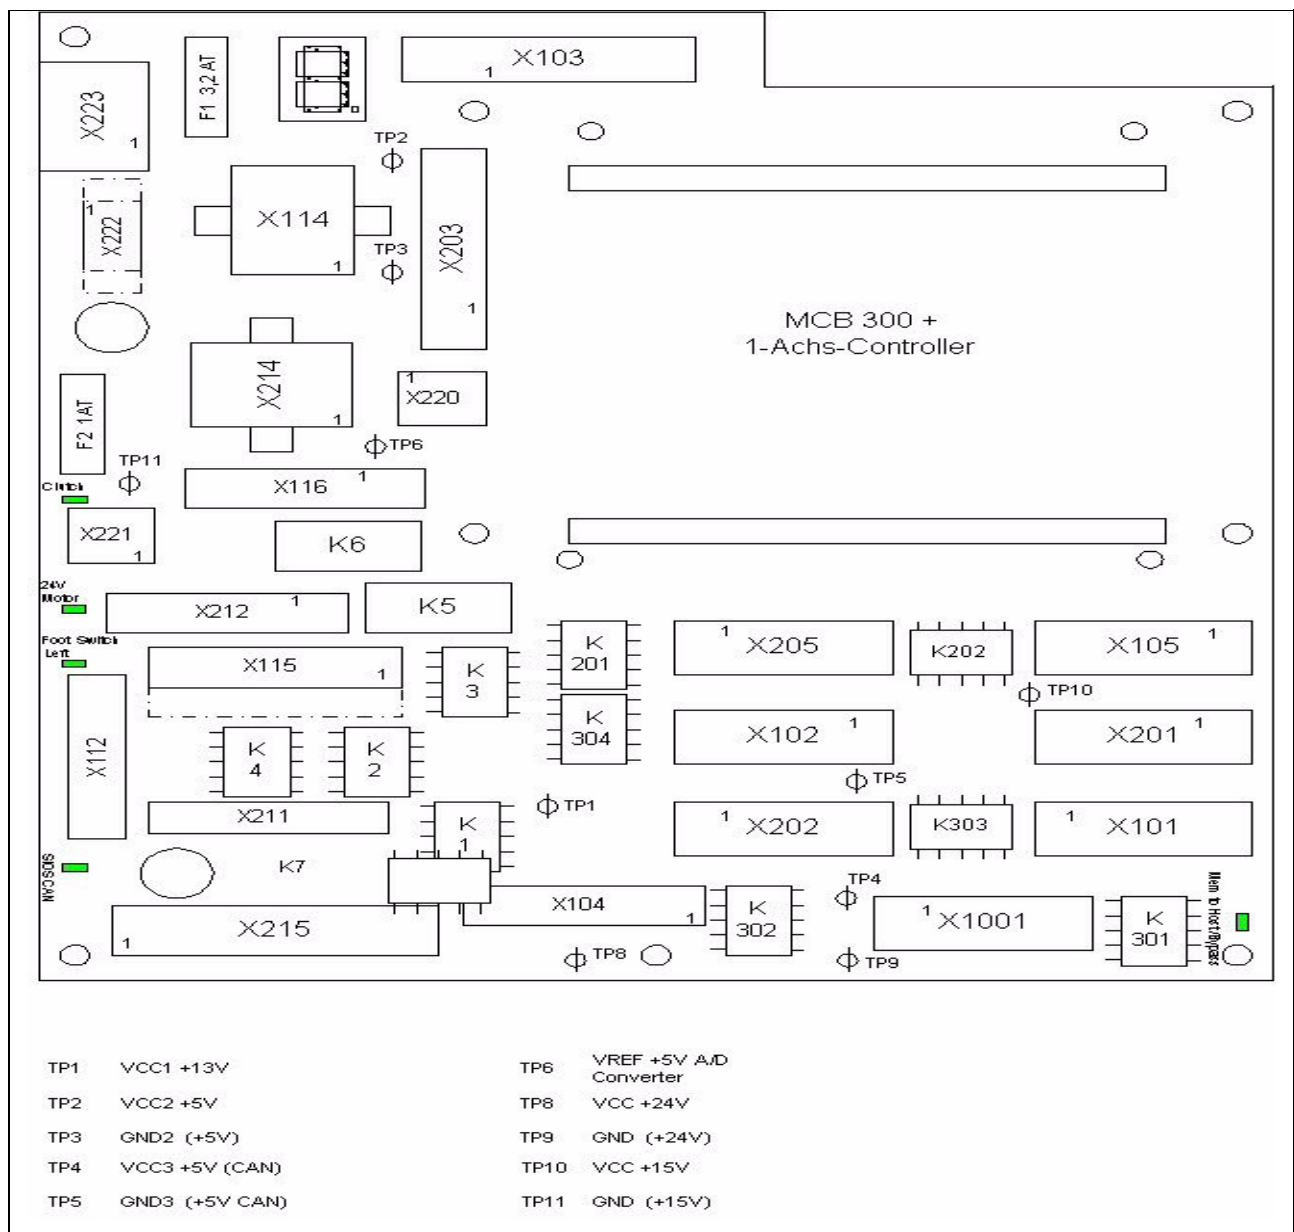 X103
1
F1 3,2 AT
X223
1
TP2
X222
1
X114
1
X203
1
TP3
MCB 300 +
1-Achs-Controller
X214
1
1
X220
F2 1AT
TP6
TP11
Clutch
X116
1
X221
1
K6
24V
Motor
X212
1
K5
Foot Switch
Left
X115
1
K
3
K
201
1
X205
K202
X105
1
TP10
X112
K
4
K
2
K
304
X102
1
X201
1
TP5
X211
K
1
TP1
1
X202
K303
1
X101
SIOSCAN
K7
TP4
Mem to Host/Bypass
X215
1
X104
1
K
302
1
X1001
K
301
TP8
TP9
TP1 VCC1 +13V
TP2 VCC2 +5V
TP3 GND2 (+5V)
TP4 VCC3 +5V (CAN)
TP5 GND3 (+5V CAN)
TP6 VREF +5V A/D
Converter
TP8 VCC +24V
TP9 GND (+24V)
TP10 VCC +15V
TP11 GND (+15V)